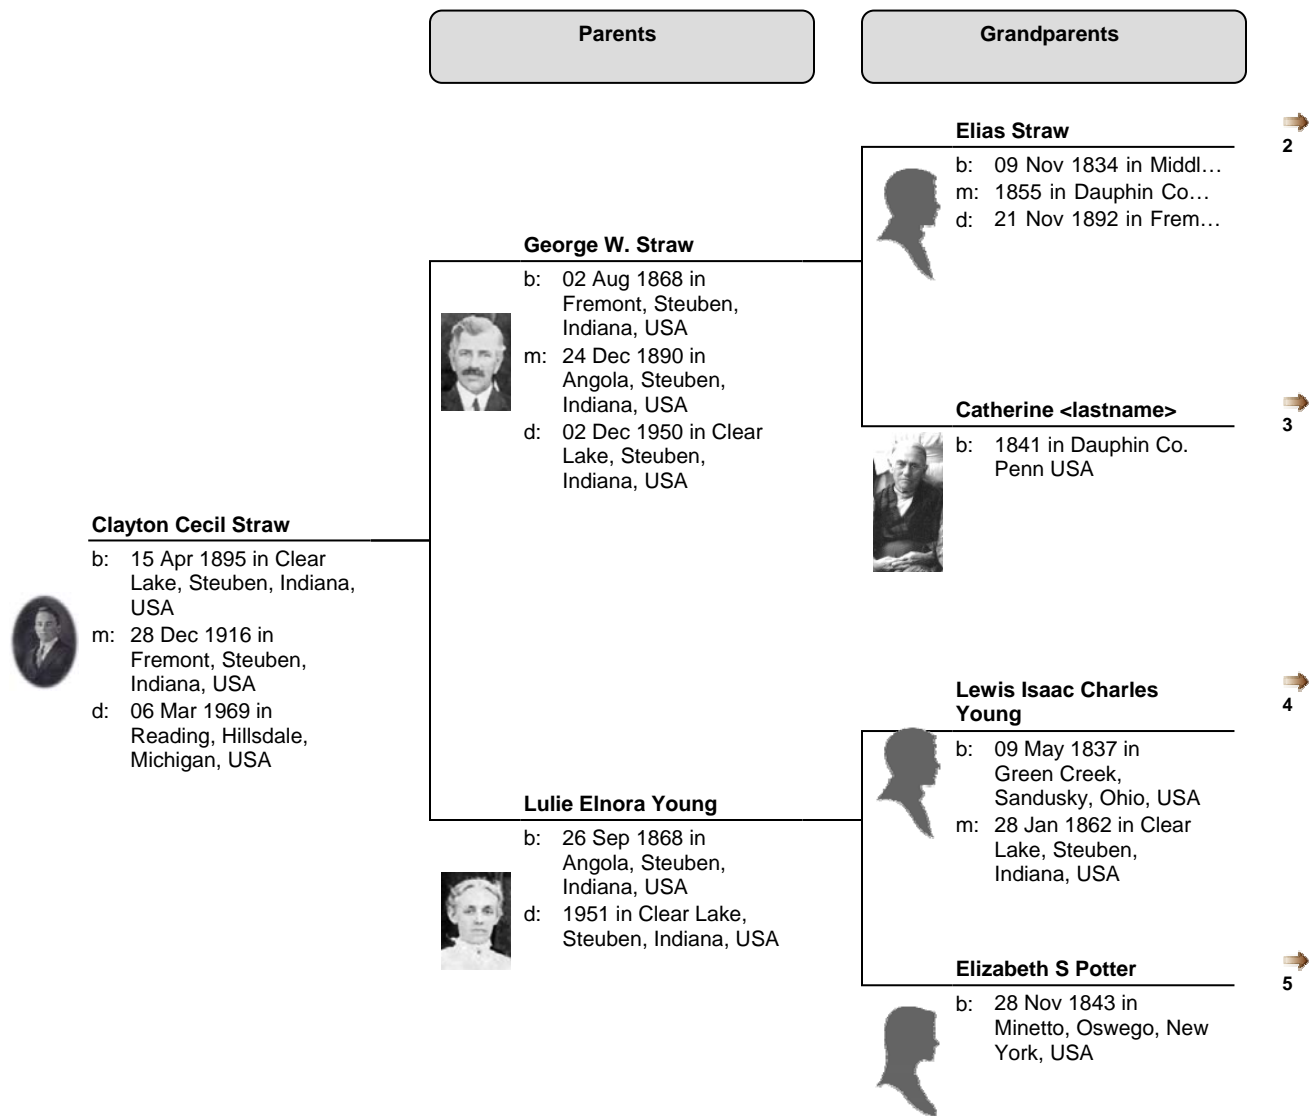 Parents
Grandparents
Elias Straw
b: 09 Nov 1834 in Middl…
m: 1855 in Dauphin Co…
d: 21 Nov 1892 in Frem…
2
George W. Straw
b: 02 Aug 1868 in
Fremont, Steuben,
Indiana, USA
m: 24 Dec 1890 in
Angola, Steuben,
Indiana, USA
d: 02 Dec 1950 in Clear
Lake, Steuben,
Indiana, USA
Catherine <lastname>
b: 1841 in Dauphin Co.
Penn USA
3
Clayton Cecil Straw
b: 15 Apr 1895 in Clear
Lake, Steuben, Indiana,
USA
m: 28 Dec 1916 in
Fremont, Steuben,
Indiana, USA
d: 06 Mar 1969 in
Reading, Hillsdale,
Michigan, USA
Lewis Isaac Charles
Young
b: 09 May 1837 in
Green Creek,
Sandusky, Ohio, USA
m: 28 Jan 1862 in Clear
Lake, Steuben,
Indiana, USA
4
Lulie Elnora Young
b: 26 Sep 1868 in
Angola, Steuben,
Indiana, USA
d: 1951 in Clear Lake,
Steuben, Indiana, USA
Elizabeth S Potter
b: 28 Nov 1843 in
Minetto, Oswego, New
York, USA
5